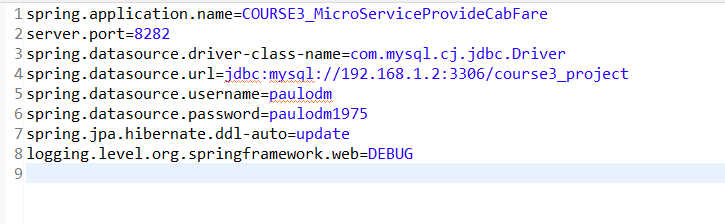 1 spring.application.name=COURSE3_MicroServiceProvideCabFare
2 server.port=8282
3 spring.datasource.driver-class-name=com.mysql.cj.jdbc.Driver
4 spring.datasource.url=jdbc:mysql://192.168.1.2:3306/course3_project
5 spring.datasource.username=paulodm
6 spring.datasource.password=paulodm1975
7 spring.jpa.hibernate.ddl-auto=update
8 logging.level.org.springframework.web=DEBUG
9